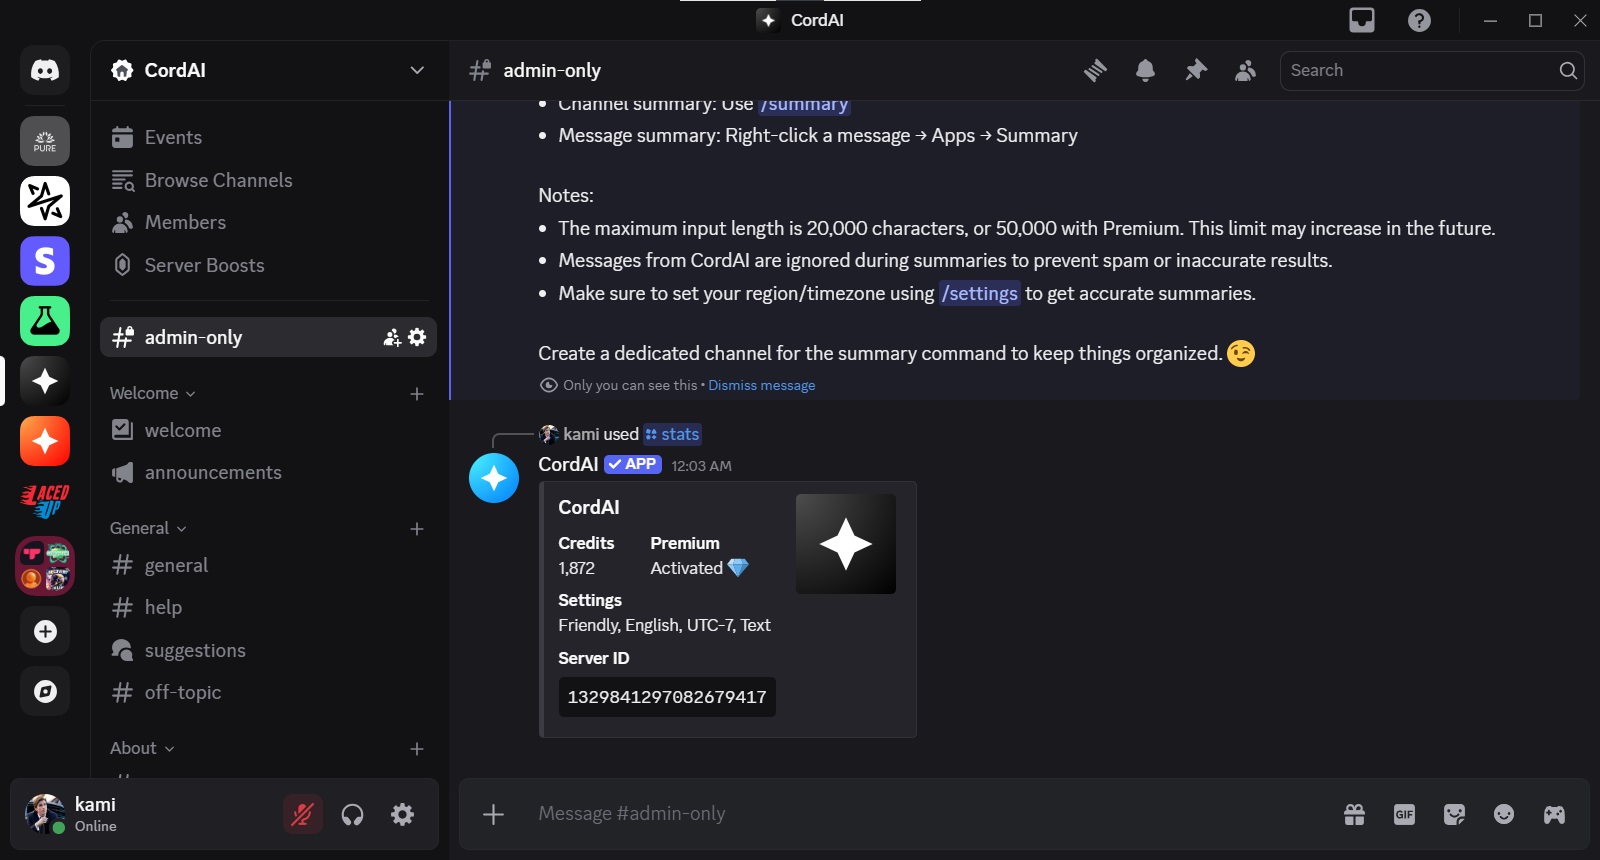 CordAI
CordAI
admin-only
Search
PURE
Events
Browse Channels
Members
Server Boosts
admin-only
Welcome
welcome
announcements
General
general
help
suggestions
off-topic
About
S
LACED UP
kami
Online
• Channel summary: Use /summary
• Message summary: Right-click a message → Apps → Summary
Notes:
• The maximum input length is 20,000 characters, or 50,000 with Premium. This limit may increase in the future.
• Messages from CordAI are ignored during summaries to prevent spam or inaccurate results.
• Make sure to set your region/timezone using /settings to get accurate summaries.
Create a dedicated channel for the summary command to keep things organized. 😉
Only you can see this • Dismiss message
kami used stats
CordAI ✓ APP 12:03 AM
CordAI
Credits Premium
1,872 Activated 💎
Settings
Friendly, English, UTC-7, Text
Server ID
1329841297082679417
Message #admin-only
GIF